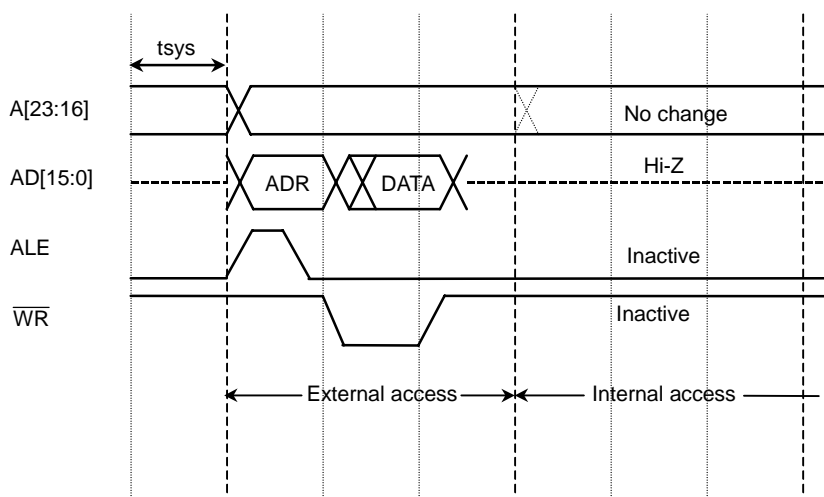 tsys
A[23:16]
No change
AD[15:0]
ADR
DATA
Hi-Z
ALE
Inactive
WR
Inactive
External access
Internal access